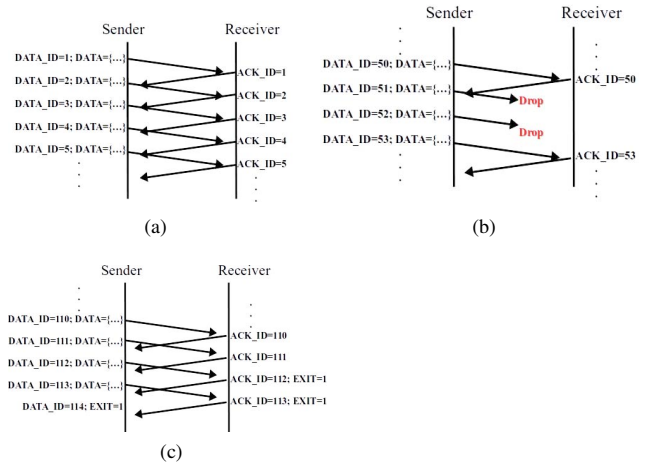 Sender Receiver
DATA_ID=1; DATA={...}
ACK_ID=1
DATA_ID=2; DATA={...}
ACK_ID=2
DATA_ID=3; DATA={...}
ACK_ID=3
DATA_ID=4; DATA={...}
ACK_ID=4
DATA_ID=5; DATA={...}
ACK_ID=5
(a)
Sender Receiver
DATA_ID=50; DATA={...}
ACK_ID=50
DATA_ID=51; DATA={...}
Drop
DATA_ID=52; DATA={...}
Drop
DATA_ID=53; DATA={...}
ACK_ID=53
(b)
Sender Receiver
DATA_ID=110; DATA={...}
ACK_ID=110
DATA_ID=111; DATA={...}
ACK_ID=111
DATA_ID=112; DATA={...}
ACK_ID=112; EXIT=1
DATA_ID=113; DATA={...}
ACK_ID=113; EXIT=1
DATA_ID=114; EXIT=1
(c)